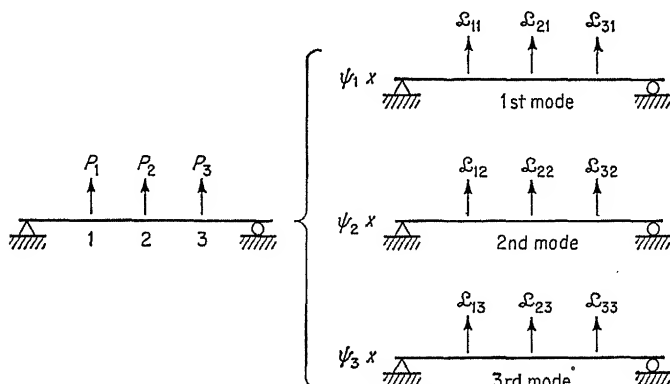 ℒ₁₁ ℒ₂₁ ℒ₃₁
ψ₁ x
1st mode
P₁ P₂ P₃
1 2 3
ℒ₁₂ ℒ₂₂ ℒ₃₂
ψ₂ x
2nd mode
ℒ₁₃ ℒ₂₃ ℒ₃₃
ψ₃ x
3rd mode